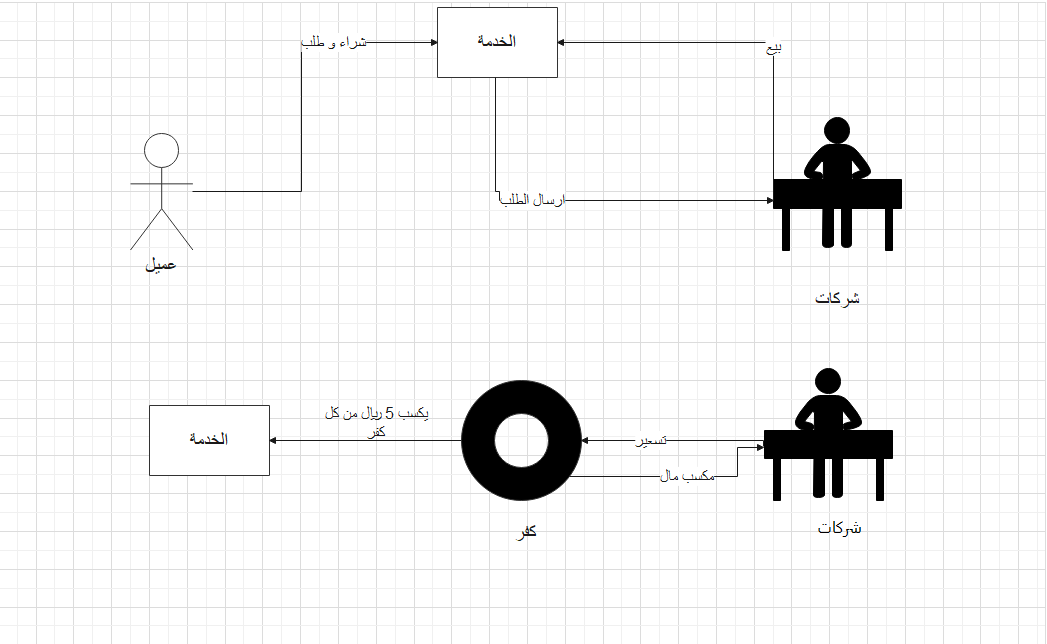 الخدمة
شراء و طلب
بيع
ارسال الطلب
عميل
شركات
يكسب 5 ريال من كل
كفر
الخدمة
تسعير
مكسب مال
كفر
شركات